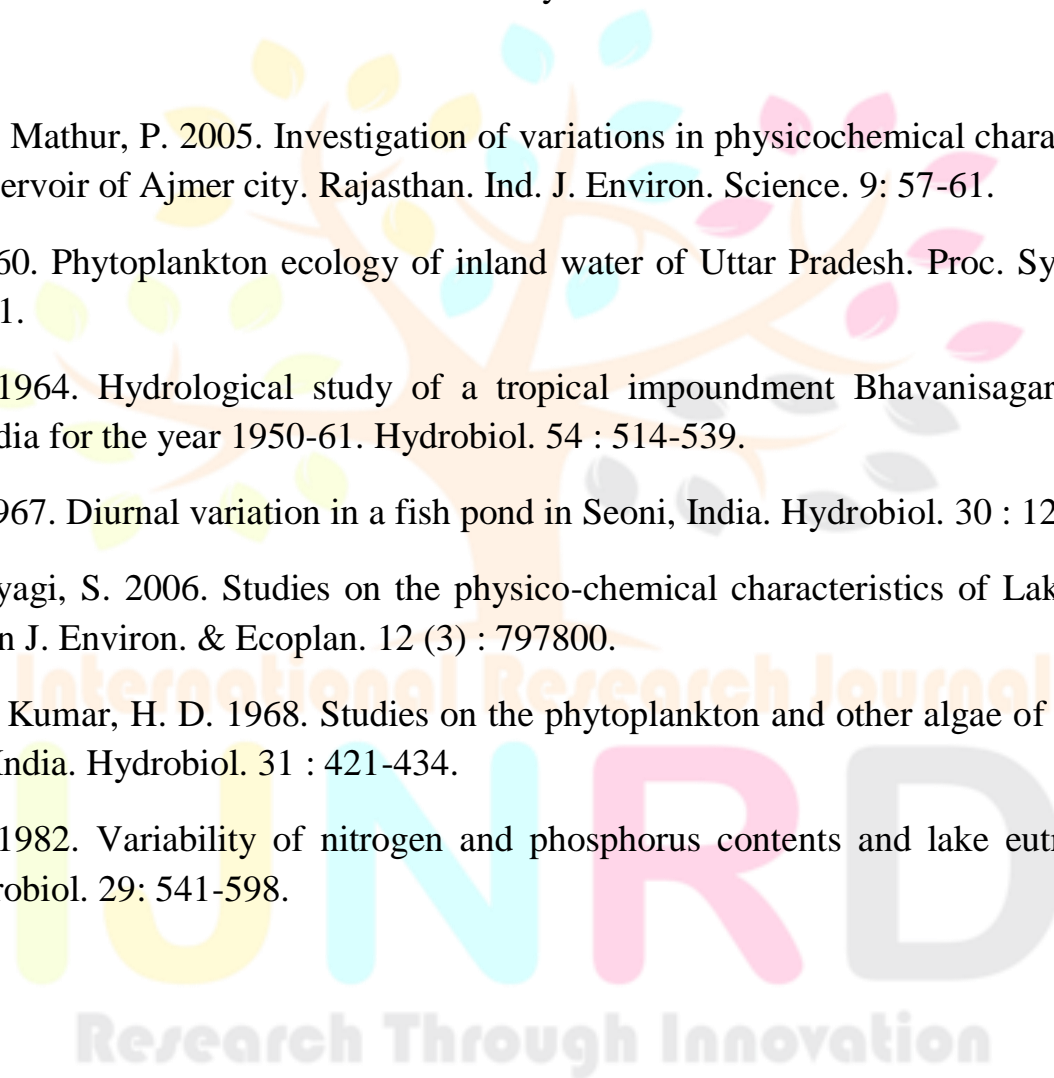 Mathur, P. 2005. Investigation of variations in physicochemical chara
ervoir of Ajmer city. Rajasthan. Ind. J. Environ. Science. 9: 57-61.
60. Phytoplankton ecology of inland water of Uttar Pradesh. Proc. Sy
1.
1964. Hydrological study of a tropical impoundment Bhavanisagar
dia for the year 1950-61. Hydrobiol. 54 : 514-539.
967. Diurnal variation in a fish pond in Seoni, India. Hydrobiol. 30 : 12
yagi, S. 2006. Studies on the physico-chemical characteristics of Lak
n J. Environ. & Ecoplan. 12 (3) : 797800.
International Research Journal
Kumar, H. D. 1968. Studies on the phytoplankton and other algae of
India. Hydrobiol. 31 : 421-434.
1982. Variability of nitrogen and phosphorus contents and lake eutr
robiol. 29: 541-598.
IJNRD
Research Through Innovation